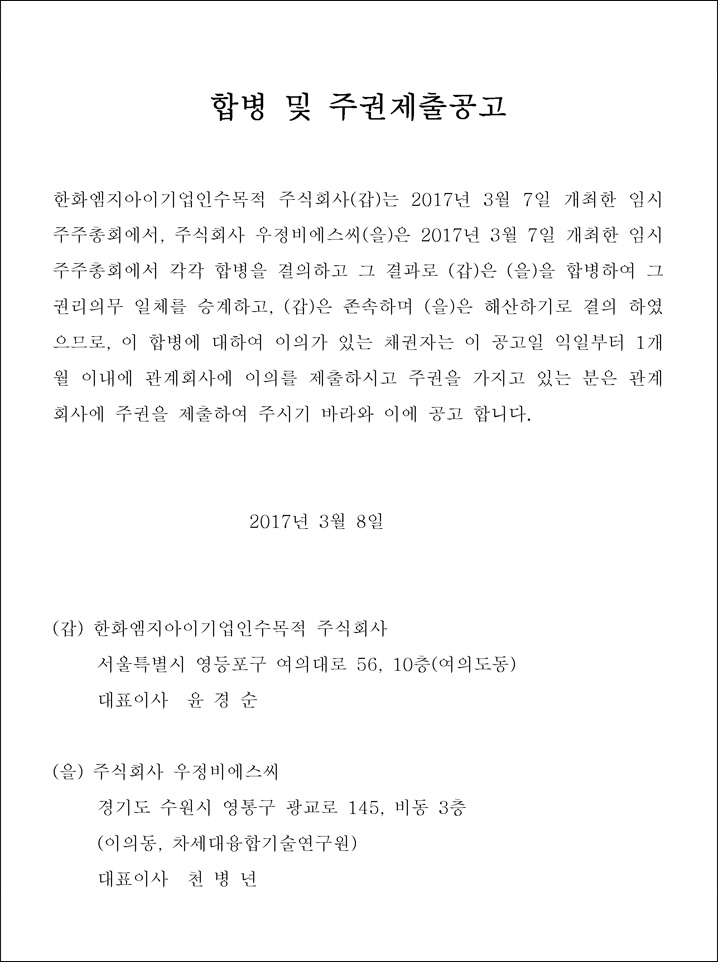 합병 및 주권제출공고
한화엠지아이기업인수목적 주식회사(갑)는 2017년 3월 7일 개최한 임시
주주총회에서, 주식회사 우정비에스씨(을)은 2017년 3월 7일 개최한 임시
주주총회에서 각각 합병을 결의하고 그 결과로 (갑)은 (을)을 합병하여 그
권리의무 일체를 승계하고, (갑)은 존속하며 (을)은 해산하기로 결의 하였
으므로, 이 합병에 대하여 이의가 있는 채권자는 이 공고일 익일부터 1개
월 이내에 관계회사에 이의를 제출하시고 주권을 가지고 있는 분은 관계
회사에 주권을 제출하여 주시기 바라와 이에 공고 합니다.
2017년 3월 8일
(갑) 한화엠지아이기업인수목적 주식회사
서울특별시 영등포구 여의대로 56, 10층(여의도동)
대표이사 윤 경 순
(을) 주식회사 우정비에스씨
경기도 수원시 영통구 광교로 145, 비동 3층
(이의동, 차세대융합기술연구원)
대표이사 천 병 년